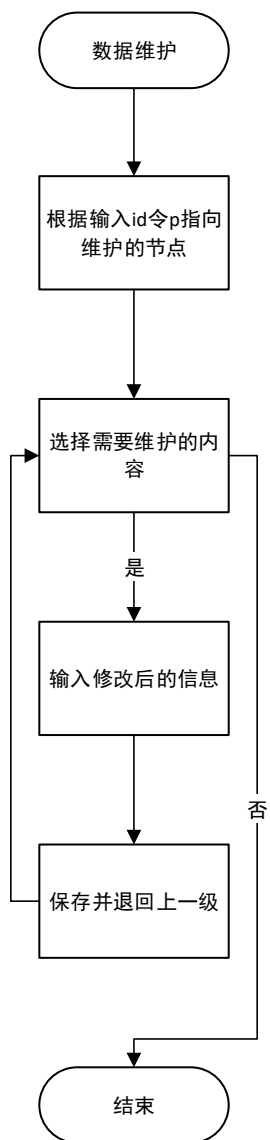 数据维护
根据输入id令p指向
维护的节点
选择需要维护的内
容
是
输入修改后的信息
否
保存并退回上一级
结束